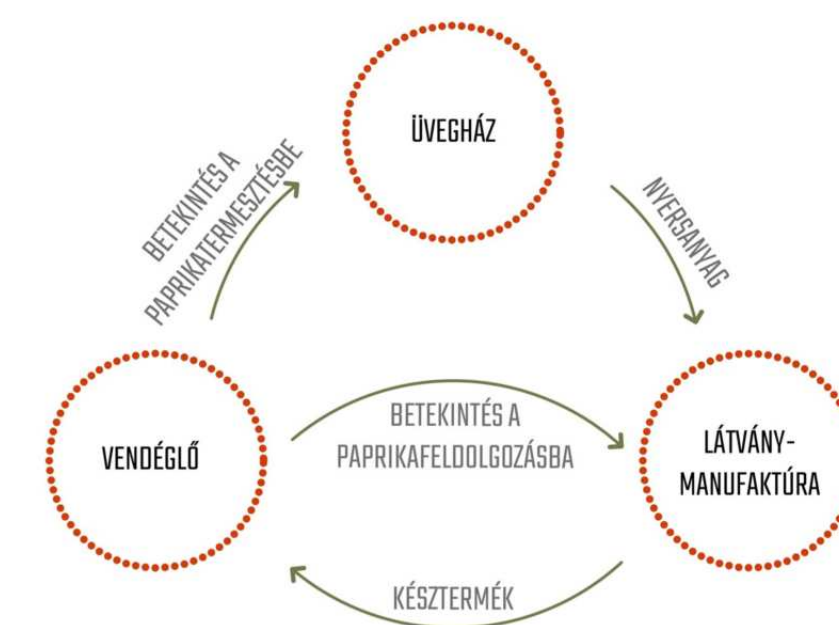 ÜVEGHÁZ
BETEKINTÉS A
PAPRIKATERMESZTÉSBE
NYERSANYAG
BETEKINTÉS A
PAPRIKAFELDOLGOZÁSBA
VENDÉGLŐ
LÁTVÁNY-
MANUFAKTÚRA
KÉSZTERMÉK